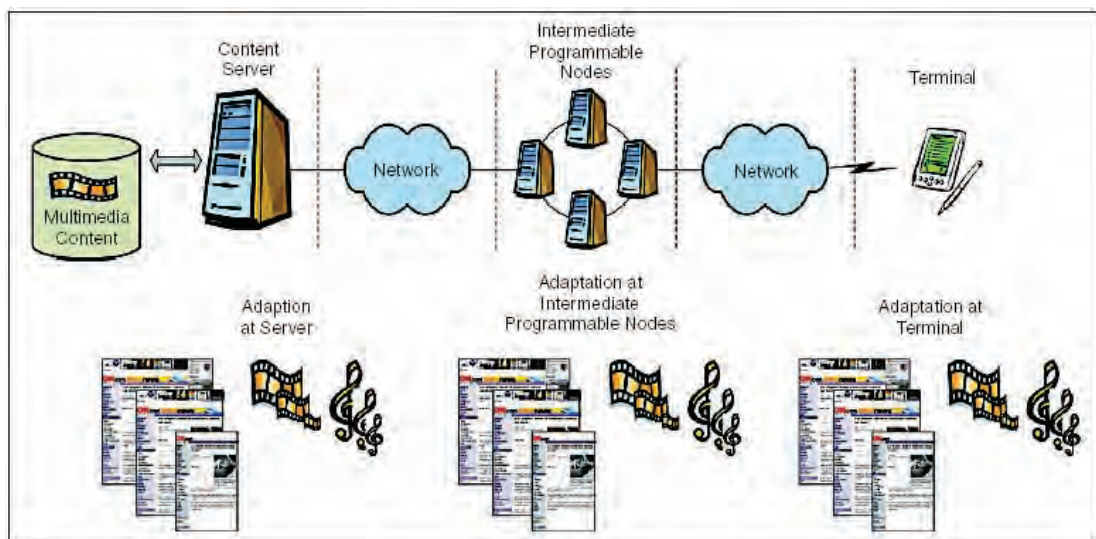 Content
Server
Intermediate
Programmable
Nodes
Terminal
Multimedia
Content
Network
Network
Adaption
at Server
Adaptation at
Intermediate
Programmable Nodes
Adaptation at
Terminal